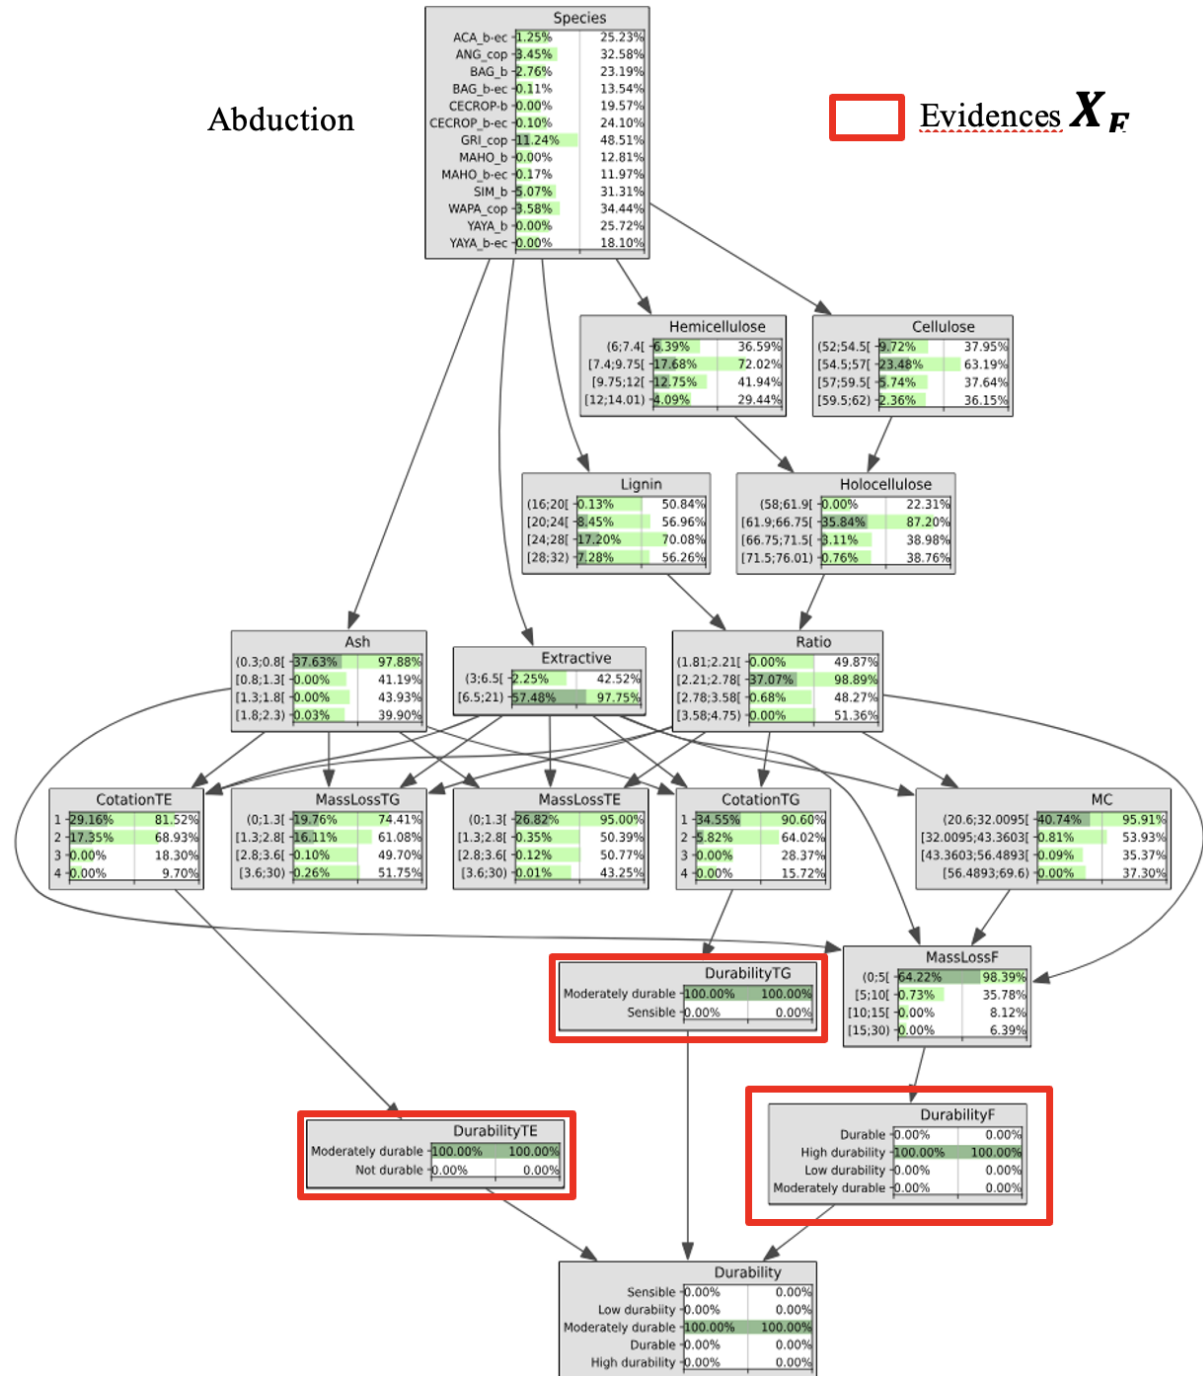 Species
ACA_b-ec 1.25% 25.23%
ANG_cop 3.45% 32.58%
BAG_b 2.76% 23.19%
BAG_b-ec 0.11% 13.54%
CECROP-b 0.00% 19.57%
CECROP_b-ec 0.10% 24.10%
GRI_cop 11.24% 48.51%
MAHO_b 0.00% 12.81%
MAHO_b-ec 0.17% 11.97%
SIM_b 5.07% 31.31%
WAPA_cop 3.58% 34.44%
YAYA_b 0.00% 25.72%
YAYA_b-ec 0.00% 18.10%
Abduction
Evidences X E
Hemicellulose
(6;7.4[ 6.39% 36.59%
[7.4;9.75[ 17.68% 72.02%
[9.75;12[ 12.75% 41.94%
[12;14.01) 4.09% 29.44%
Cellulose
(52;54.5[ 9.72% 37.95%
[54.5;57[ 23.48% 63.19%
[57;59.5[ 5.74% 37.64%
[59.5;62) 2.36% 36.15%
Lignin
(16;20[ 0.13% 50.84%
[20;24[ 8.45% 56.96%
[24;28[ 17.20% 70.08%
[28;32) 7.28% 56.26%
Holocellulose
(58;61.9[ 0.00% 22.31%
[61.9;66.75[ 35.84% 87.20%
[66.75;71.5[ 3.11% 38.98%
[71.5;76.01) 0.76% 38.76%
Ash
(0.3;0.8[ 37.63% 97.88%
[0.8;1.3[ 0.00% 41.19%
[1.3;1.8[ 0.00% 43.93%
[1.8;2.3) 0.03% 39.90%
Extractive
(3;6.5[ 2.25% 42.52%
[6.5;21) 57.48% 97.75%
Ratio
(1.81;2.21[ 0.00% 49.87%
[2.21;2.78[ 37.07% 98.89%
[2.78;3.58[ 0.68% 48.27%
[3.58;4.75) 0.00% 51.36%
CotationTE
1 29.16% 81.52%
2 17.35% 68.93%
3 0.00% 18.30%
4 0.00% 9.70%
MassLossTG
(0;1.3[ 19.76% 74.41%
[1.3;2.8[ 16.11% 61.08%
[2.8;3.6[ 0.10% 49.70%
[3.6;30) 0.26% 51.75%
MassLossTE
(0;1.3[ 26.82% 95.00%
[1.3;2.8[ 0.35% 50.39%
[2.8;3.6[ 0.12% 50.77%
[3.6;30) 0.01% 43.25%
CotationTG
1 34.55% 90.60%
2 5.82% 64.02%
3 0.00% 28.37%
4 0.00% 15.72%
MC
(20.6;32.0095[ 40.74% 95.91%
[32.0095;43.3603[ 0.81% 53.93%
[43.3603;56.4893[ 0.09% 35.37%
[56.4893;69.6) 0.00% 37.30%
MassLossF
(0;5[ 64.22% 98.39%
[5;10[ 0.73% 35.78%
[10;15[ 0.00% 8.12%
[15;30) 0.00% 6.39%
DurabilityTG
Moderately durable 100.00% 100.00%
Sensible 0.00% 0.00%
DurabilityTE
Moderately durable 100.00% 100.00%
Not durable 0.00% 0.00%
DurabilityF
Durable 0.00% 0.00%
High durability 100.00% 100.00%
Low durability 0.00% 0.00%
Moderately durable 0.00% 0.00%
Durability
Sensible 0.00% 0.00%
Low durabiity 0.00% 0.00%
Moderately durable 100.00% 100.00%
Durable 0.00% 0.00%
High durability 0.00% 0.00%